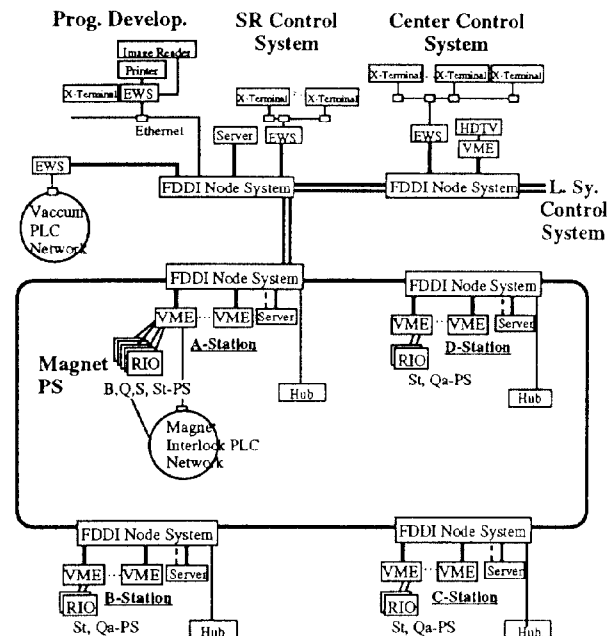 Prog. Develop.
SR Control
System
Center Control
System
Image Reader
Printer
X-Terminal
EWS
Ethernet
X-Terminal
X-Terminal
Server
EWS
X-Terminal
X-Terminal
X-Terminal
EWS
HDTV
VME
EWS
Vaccum
PLC
Network
FDDI Node System
FDDI Node System
L. Sy.
Control
System
FDDI Node System
VME
VME
Server
A-Station
RIO
Magnet
PS
B,Q,S, St-PS
Hub
Magnet
Interlock PLC
Network
FDDI Node System
VME
VME
Server
D-Station
RIO
St, Qa-PS
Hub
FDDI Node System
VME
VME
Server
B-Station
RIO
St, Qa-PS
Hub
FDDI Node System
VME
VME
Server
C-Station
RIO
St, Qa-PS
Hub